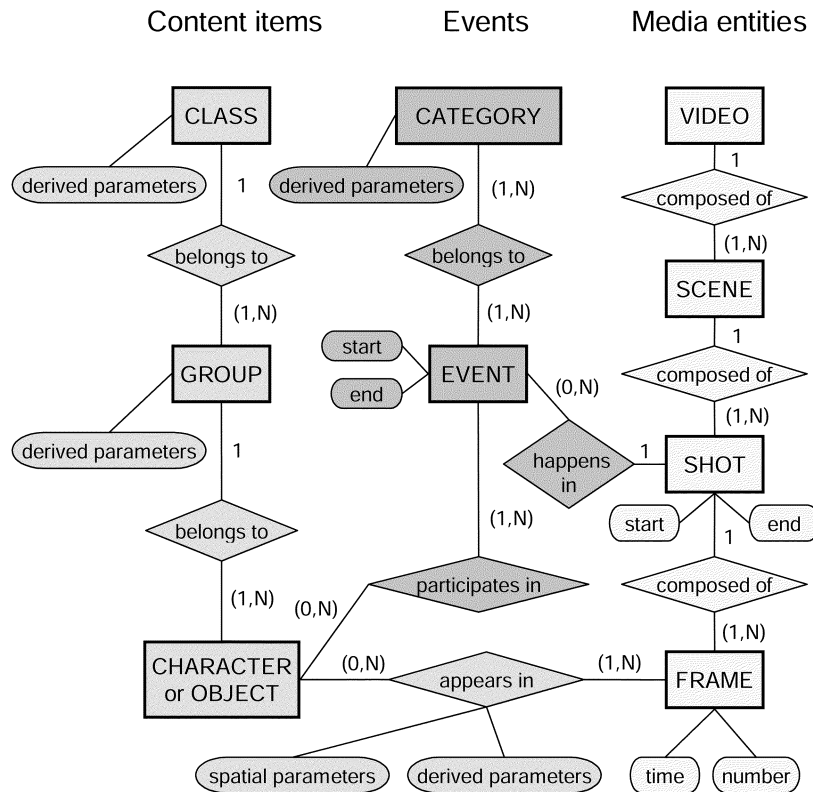 Content items
Events
Media entities
CLASS
CATEGORY
VIDEO
derived parameters
1
derived parameters
(1,N)
1
composed of
(1,N)
belongs to
belongs to
SCENE
(1,N)
(1,N)
1
start
GROUP
EVENT
end
(0,N)
composed of
(1,N)
derived parameters
1
happens
in
1
SHOT
start
end
(1,N)
belongs to
1
participates in
composed of
(1,N)
(0,N)
(1,N)
CHARACTER
or OBJECT
(0,N)
appears in
(1,N)
FRAME
spatial parameters
derived parameters
time
number